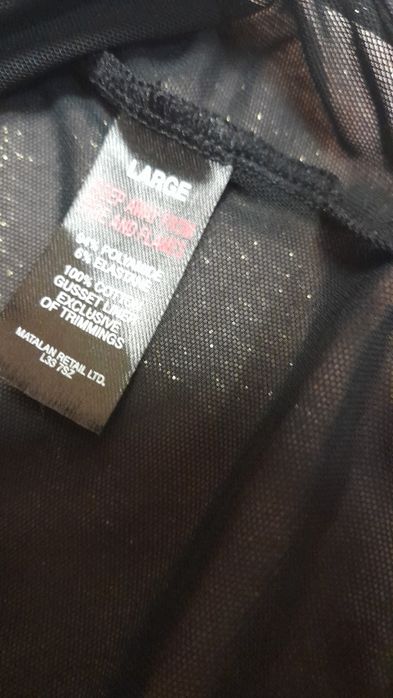 LARGE
KEEP AWAY FROM
FIRE AND FLAMES
94% POLYAMIDE
6% ELASTANE
100% COTTON
GUSSET LINER
EXCLUSIVE
OF TRIMMINGS
MATALAN RETAIL LTD.
L33 7SZ